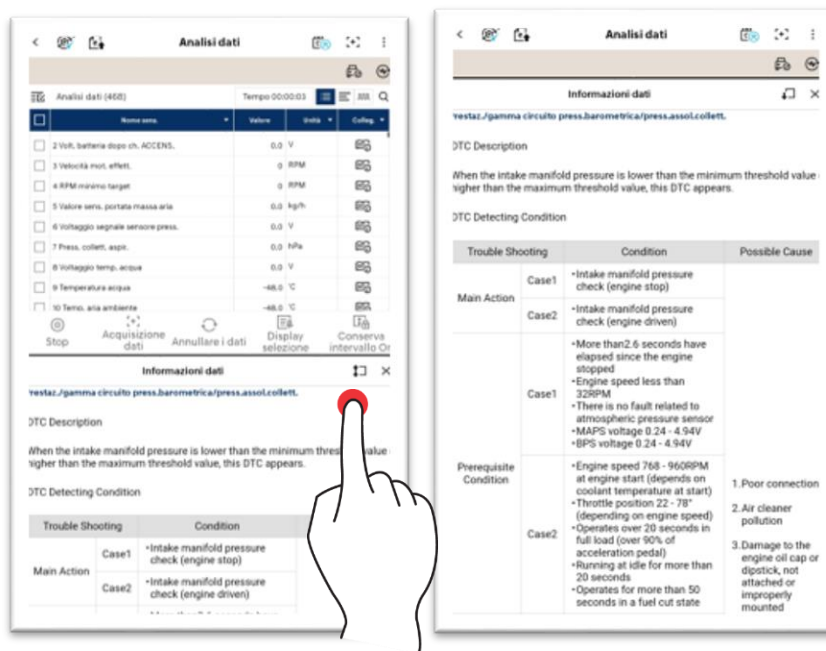 Analisi dati
Analisi dati (468)
Tempo 00:00:03
Nome sens.
Valore
Unità
Colleg.
2 Volt. batteria dopo ch. ACCENS.
0.0 V
3 Velocità mot. effett.
0 RPM
4 RPM minimo target
0 RPM
5 Valore sens. portata massa aria
0.0 kg/h
6 Voltaggio segnale sensore press.
0.0 V
7 Press. collett. aspir.
0.0 hPa
8 Voltaggio temp. acqua
0.0 V
9 Temperatura acqua
-48.0 °C
10 Temp. aria ambiente
-48.0 °C
Stop
Acquisizione
dati
Annullare i dati
Display
selezione
Conserva
intervallo Or
Informazioni dati
restaz./gamma circuito press.barometrica/press.assol.collett.
DTC Description
When the intake manifold pressure is lower than the minimum thres value
higher than the maximum threshold value, this DTC appears.
DTC Detecting Condition
Trouble Shooting
Condition
Main Action
Case1
•Intake manifold pressure
check (engine stop)
Case2
•Intake manifold pressure
check (engine driven)
Analisi dati
Informazioni dati
restaz./gamma circuito press.barometrica/press.assol.collett.
DTC Description
When the intake manifold pressure is lower than the minimum threshold value
higher than the maximum threshold value, this DTC appears.
DTC Detecting Condition
Trouble Shooting
Condition
Possible Cause
Main Action
Case1
•Intake manifold pressure
check (engine stop)
Case2
•Intake manifold pressure
check (engine driven)
Prerequisite
Condition
Case1
•More than2.6 seconds have
elapsed since the engine
stopped
•Engine speed less than
32RPM
•There is no fault related to
atmospheric pressure sensor
•MAPS voltage 0.24 - 4.94V
•BPS voltage 0.24 - 4.94V
Case2
•Engine speed 768 - 960RPM
at engine start (depends on
coolant temperature at start)
•Throttle position 22 - 78°
(depending on engine speed)
•Operates over 20 seconds in
full load (over 90% of
acceleration pedal)
•Running at idle for more than
20 seconds
•Operates for more than 50
seconds in a fuel cut state
1.Poor connection
2.Air cleaner
pollution
3.Damage to the
engine oil cap or
dipstick, not
attached or
improperly
mounted